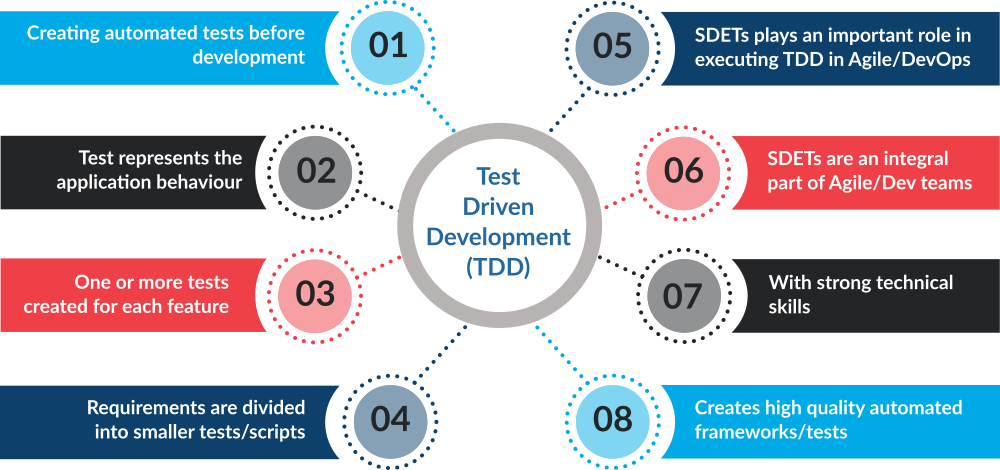 Creating automated tests before
development
01
Test represents the
application behaviour
02
One or more tests
created for each feature
03
Requirements are divided
into smaller tests/scripts
04
Test
Driven
Development
(TDD)
05
SDETs plays an important role in
executing TDD in Agile/DevOps
06
SDETs are an integral
part of Agile/Dev teams
07
With strong technical
skills
08
Creates high quality automated
frameworks/tests